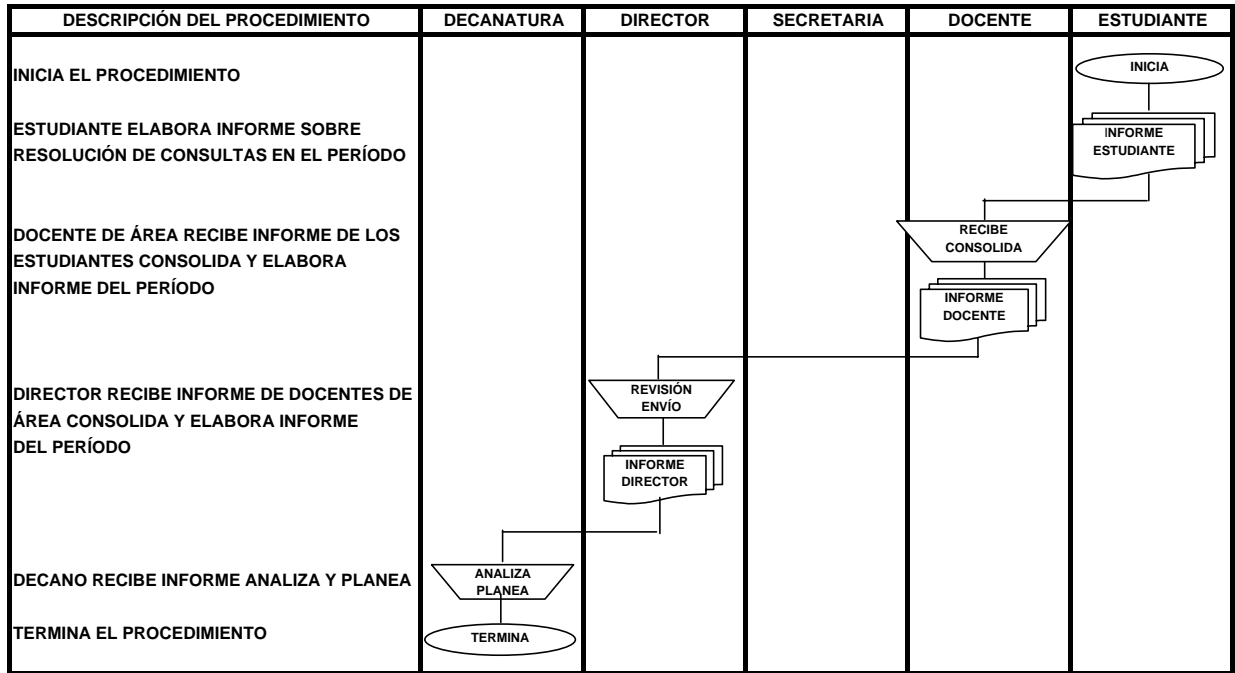 DESCRIPCIÓN DEL PROCEDIMIENTO
DECANATURA
DIRECTOR
SECRETARIA
DOCENTE
ESTUDIANTE
INICIA EL PROCEDIMIENTO
INICIA
ESTUDIANTE ELABORA INFORME SOBRE
RESOLUCIÓN DE CONSULTAS EN EL PERÍODO
INFORME
ESTUDIANTE
DOCENTE DE ÁREA RECIBE INFORME DE LOS
ESTUDIANTES CONSOLIDA Y ELABORA
INFORME DEL PERÍODO
RECIBE
CONSOLIDA
INFORME
DOCENTE
DIRECTOR RECIBE INFORME DE DOCENTES DE
ÁREA CONSOLIDA Y ELABORA INFORME
DEL PERÍODO
REVISIÓN
ENVÍO
INFORME
DIRECTOR
DECANO RECIBE INFORME ANALIZA Y PLANEA
ANALIZA
PLANEA
TERMINA EL PROCEDIMIENTO
TERMINA